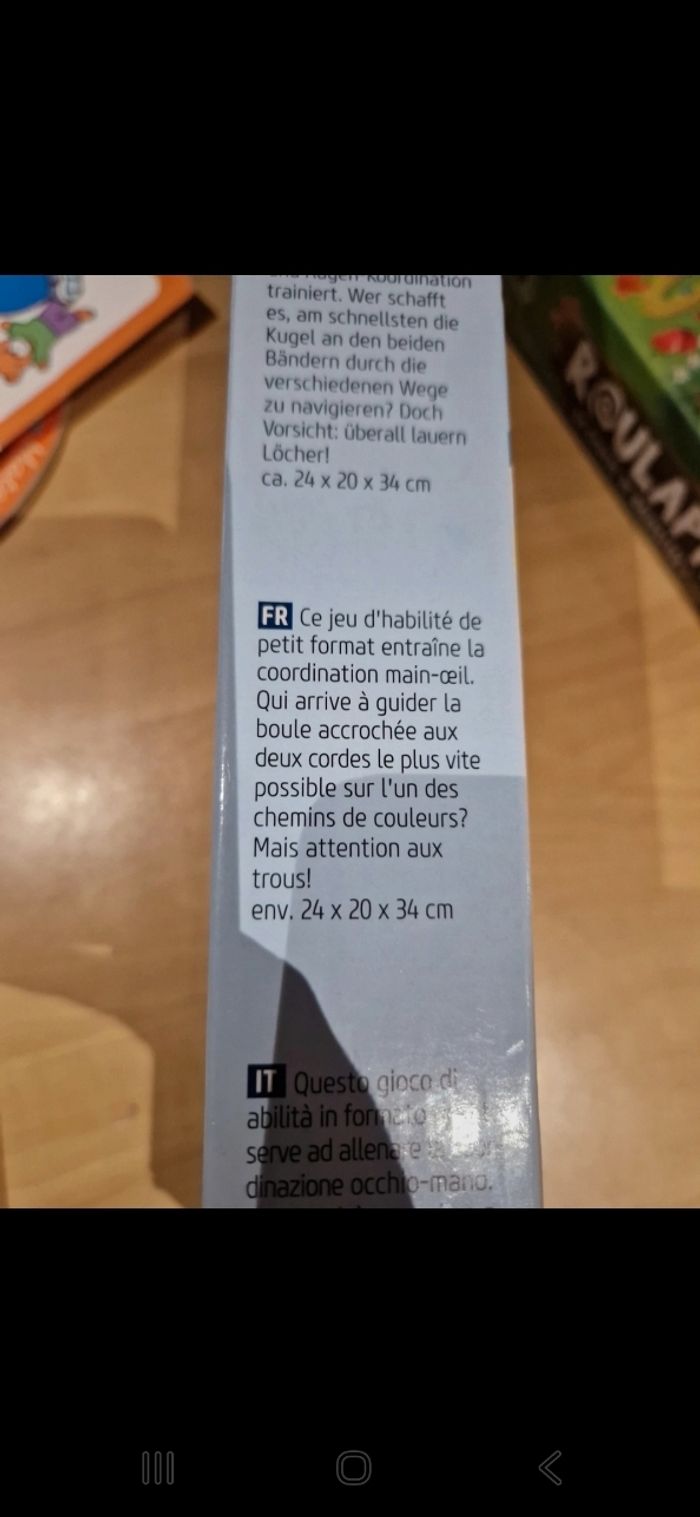 trainiert. Wer schafft
es, am schnellsten die
Kugel an den beiden
Bändern durch die
verschiedenen Wege
zu navigieren? Doch
Vorsicht: überall lauern
Löcher!
ca. 24 x 20 x 34 cm
FR Ce jeu d'habilité de
petit format entraîne la
coordination main-œil.
Qui arrive à guider la
boule accrochée aux
deux cordes le plus vite
possible sur l'un des
chemins de couleurs?
Mais attention aux
trous!
env. 24 x 20 x 34 cm
IT Questo gioco di
abilità in formato
serve ad allenare
dinazione occhio-mano.